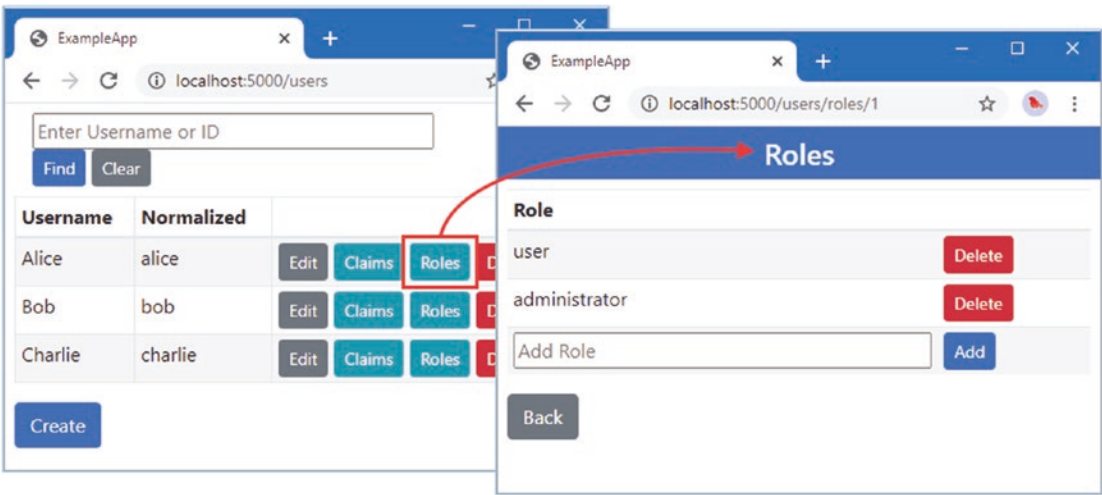 ExampleApp
localhost:5000/users
Enter Username or ID
Find Clear
Username Normalized
Alice alice Edit Claims Roles
Bob bob Edit Claims Roles
Charlie charlie Edit Claims Roles
Create
ExampleApp
localhost:5000/users/roles/1
Roles
Role
user Delete
administrator Delete
Add Role Add
Back